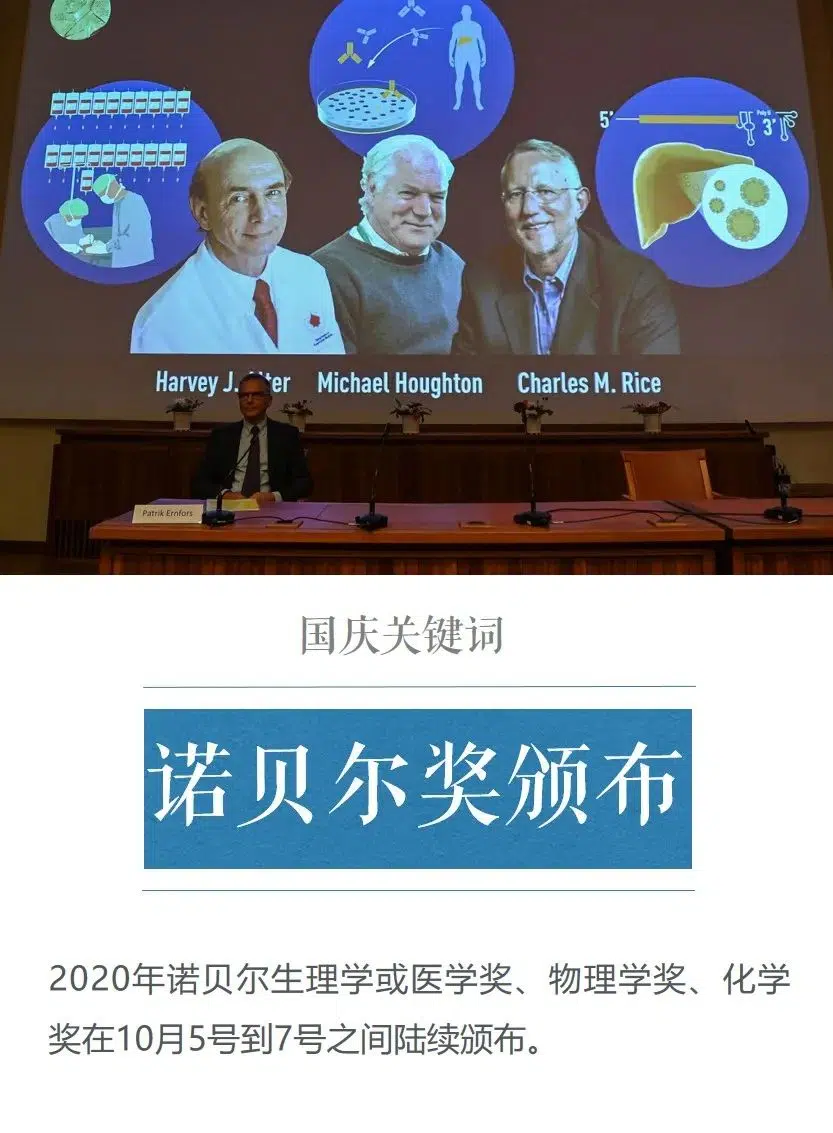 5' 3'
Harvey J. Alter Michael Houghton Charles M. Rice
Patrik Ernfors
国庆关键词
诺贝尔奖颁布
2020年诺贝尔生理学或医学奖、物理学奖、化学
奖在10月5号到7号之间陆续颁布。